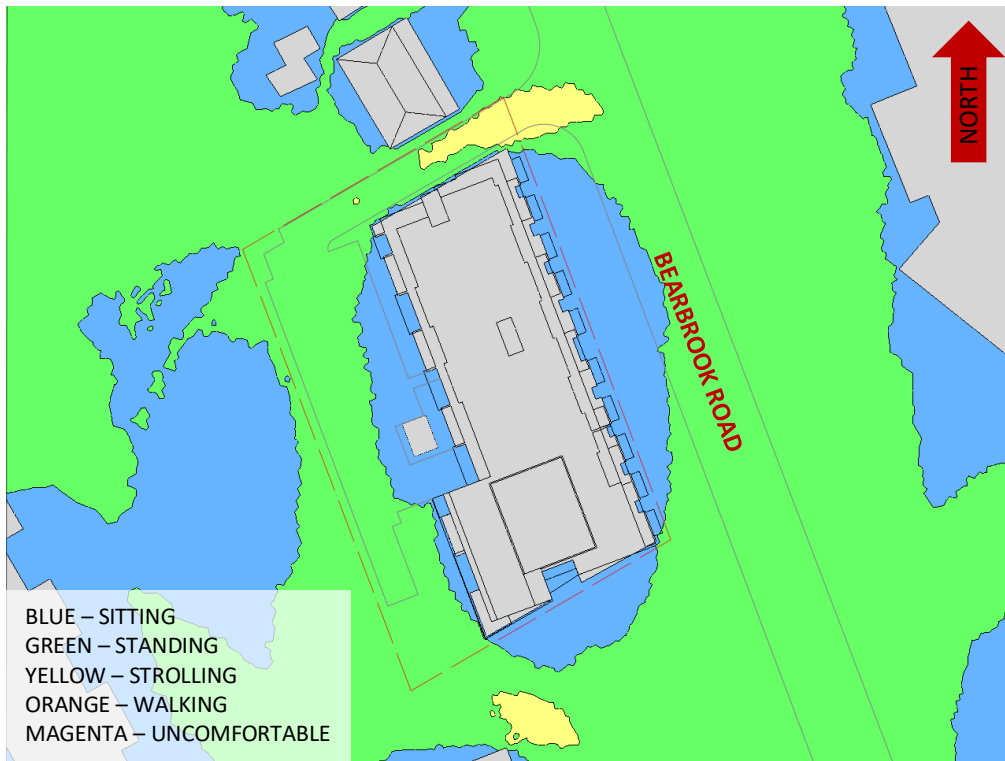 NORTH
BEARBROOK ROAD
BLUE – SITTING
GREEN – STANDING
YELLOW – STROLLING
ORANGE – WALKING
MAGENTA – UNCOMFORTABLE